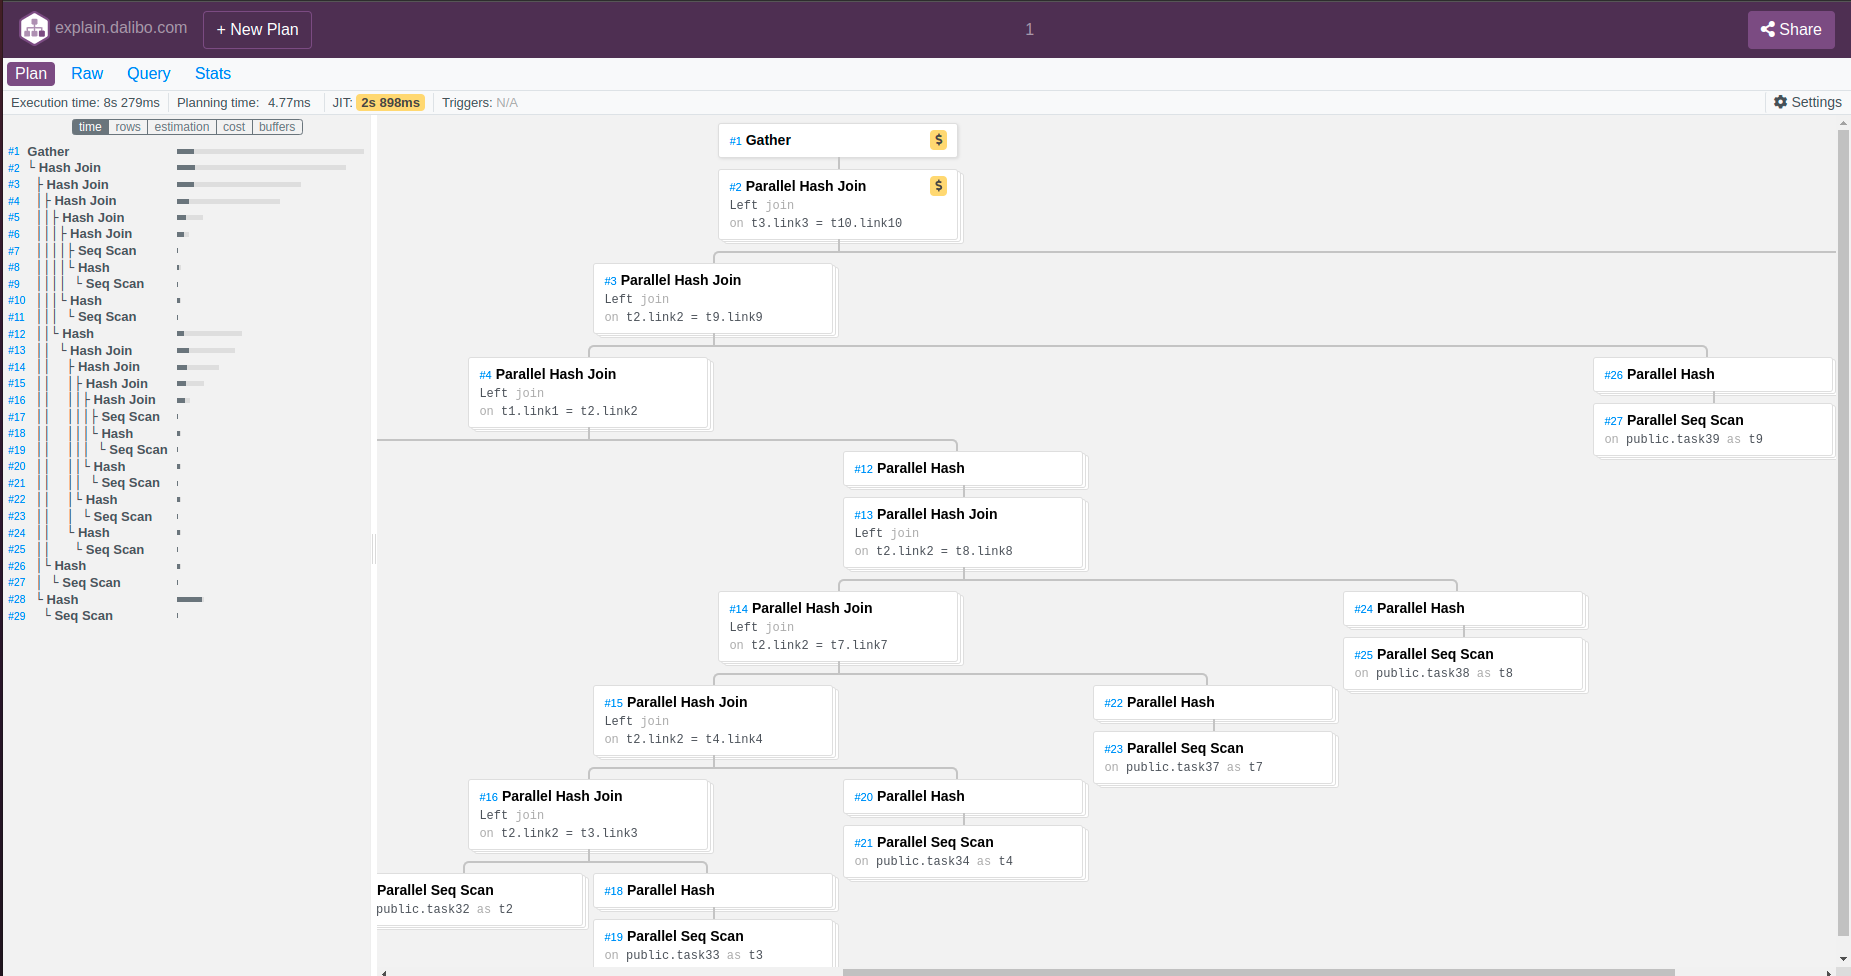 explain.dalibo.com
+ New Plan
1
Share
Plan Raw Query Stats
Execution time: 8s 279ms Planning time: 4.77ms JIT: 2s 898ms Triggers: N/A
Settings
time rows estimation cost buffers
#1 Gather
#2 Hash Join
#3 Hash Join
#4 Hash Join
#5 Hash Join
#6 Hash Join
#7 Seq Scan
#8 Hash
#9 Seq Scan
#10 Hash
#11 Seq Scan
#12 Hash
#13 Hash Join
#14 Hash Join
#15 Hash Join
#16 Hash Join
#17 Seq Scan
#18 Hash
#19 Seq Scan
#20 Hash
#21 Seq Scan
#22 Hash
#23 Seq Scan
#24 Hash
#25 Seq Scan
#26 Hash
#27 Seq Scan
#28 Hash
#29 Seq Scan
#1 Gather $
#2 Parallel Hash Join $
Left join
on t3.link3 = t10.link10
#3 Parallel Hash Join
Left join
on t2.link2 = t9.link9
#4 Parallel Hash Join
Left join
on t1.link1 = t2.link2
#26 Parallel Hash
#27 Parallel Seq Scan
on public.task39 as t9
#12 Parallel Hash
#13 Parallel Hash Join
Left join
on t2.link2 = t8.link8
#14 Parallel Hash Join
Left join
on t2.link2 = t7.link7
#24 Parallel Hash
#25 Parallel Seq Scan
on public.task38 as t8
#15 Parallel Hash Join
Left join
on t2.link2 = t4.link4
#22 Parallel Hash
#23 Parallel Seq Scan
on public.task37 as t7
#16 Parallel Hash Join
Left join
on t2.link2 = t3.link3
#20 Parallel Hash
#21 Parallel Seq Scan
on public.task34 as t4
Parallel Seq Scan
public.task32 as t2
#18 Parallel Hash
#19 Parallel Seq Scan
on public.task33 as t3